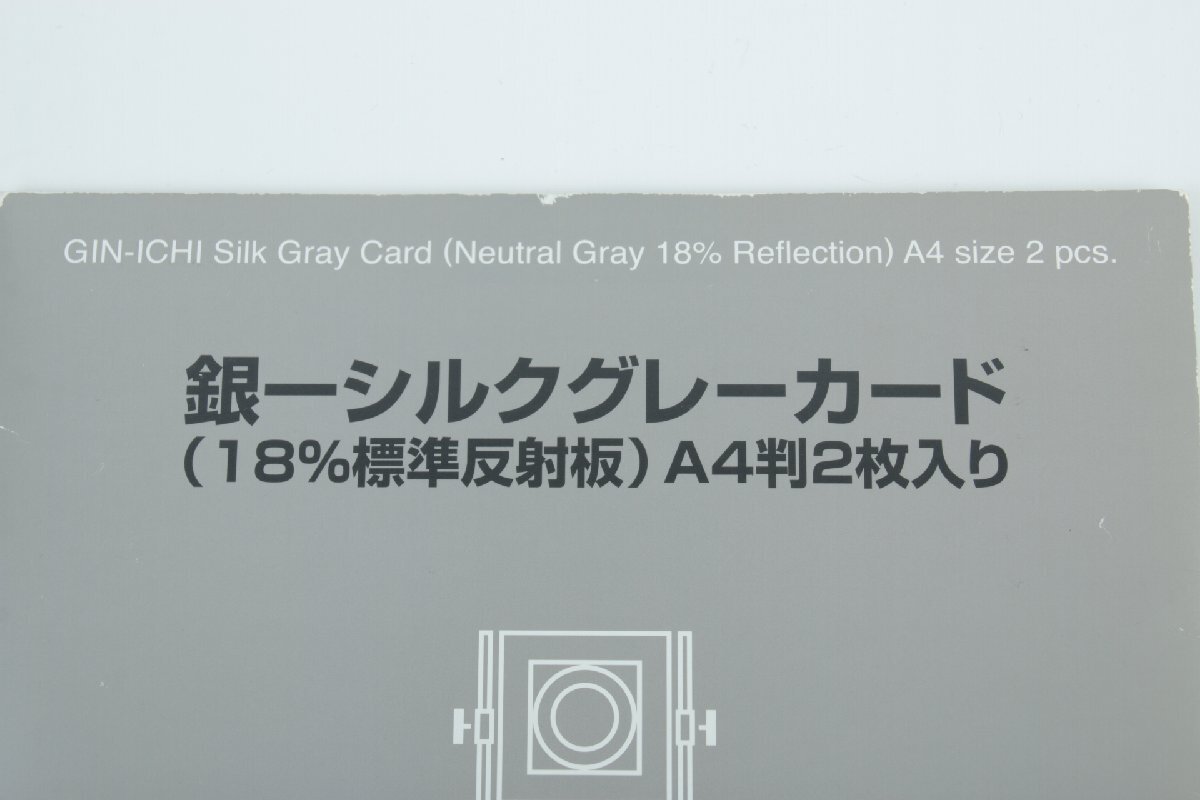 GIN-ICHI Silk Gray Card (Neutral Gray 18% Reflection) A4 size 2 pcs.
銀一シルクグレーカード
(18%標準反射板) A4判2枚入り